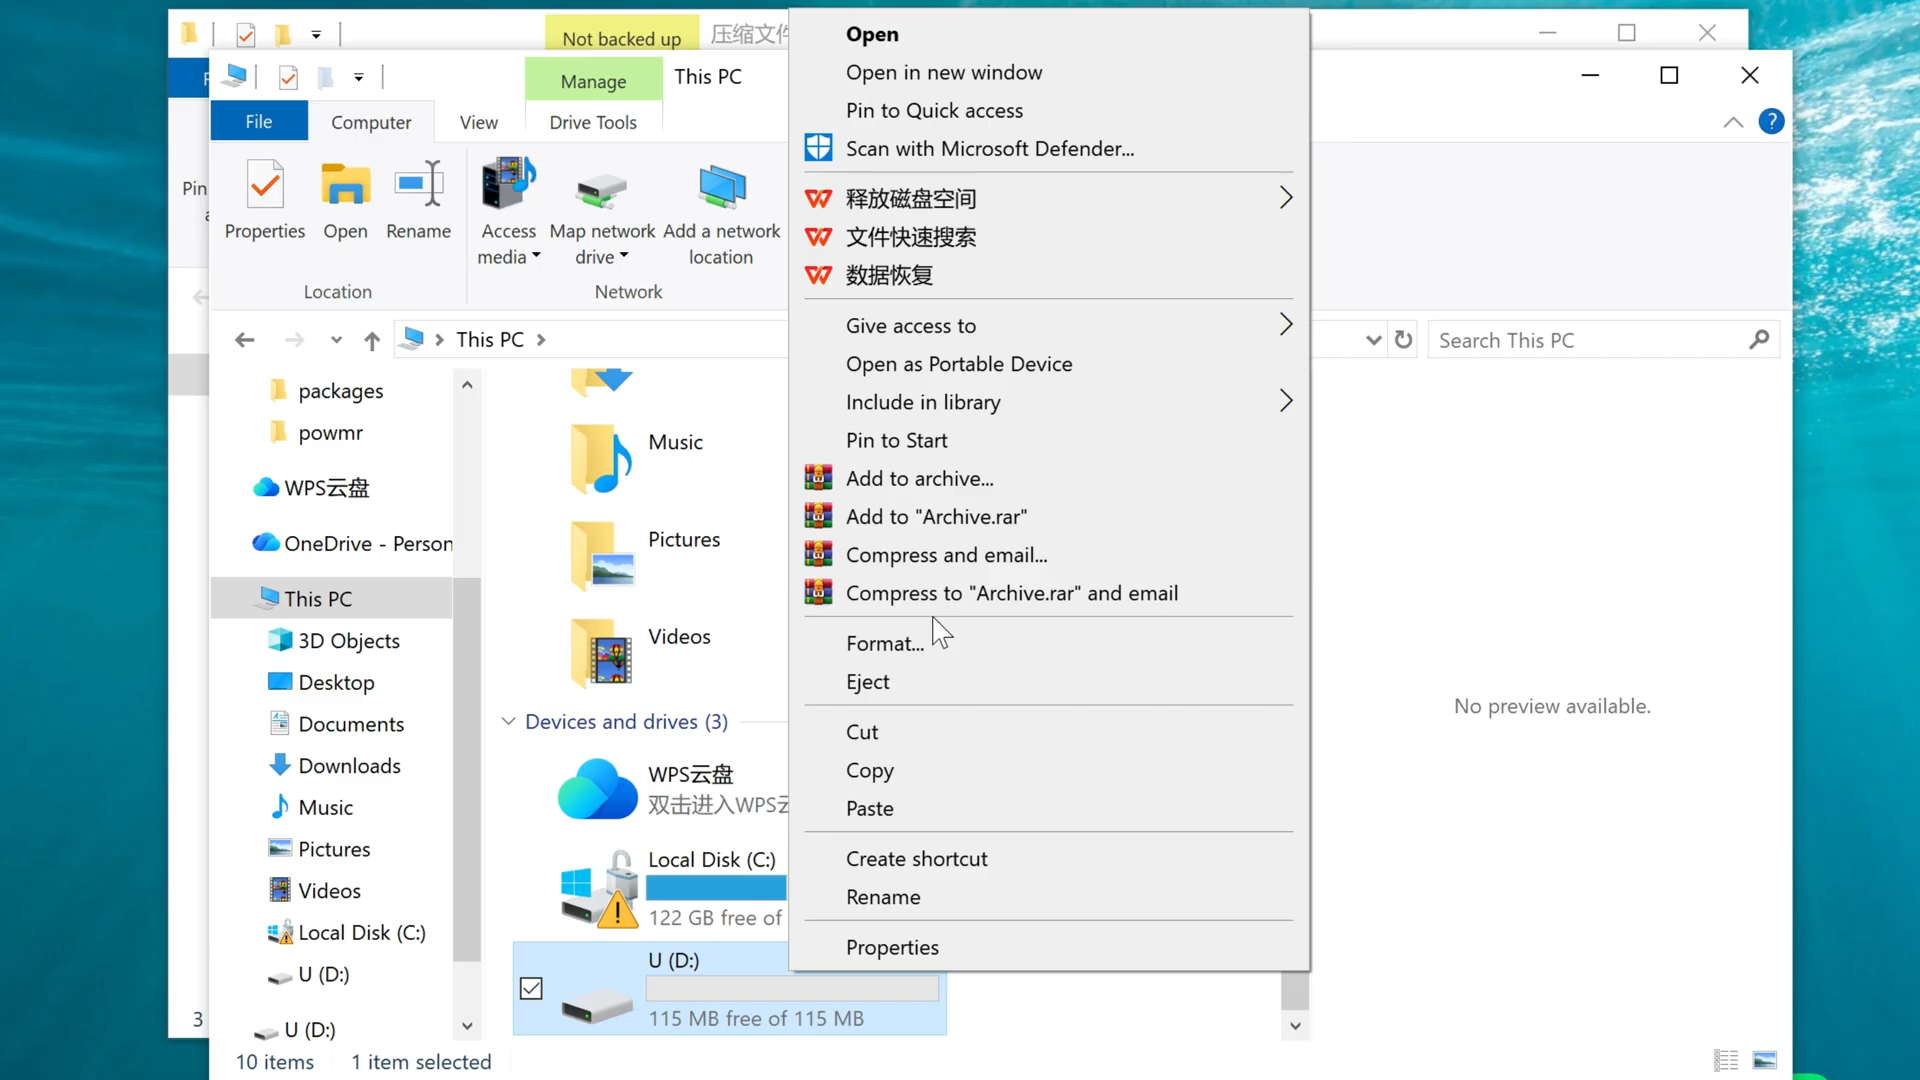 Not backed up
压缩文件
Manage
This PC
File
Computer
View
Drive Tools
Pin
Properties
Open
Rename
Access media
Map network drive
Add a network location
Location
Network
This PC
Search This PC
packages
powmr
WPS云盘
OneDrive - Person
This PC
3D Objects
Desktop
Documents
Downloads
Music
Pictures
Videos
Local Disk (C:)
U (D:)
U (D:)
Music
Pictures
Videos
Devices and drives (3)
WPS云盘
双击进入WPS云
Local Disk (C:)
122 GB free of
U (D:)
115 MB free of 115 MB
Open
Open in new window
Pin to Quick access
Scan with Microsoft Defender...
释放磁盘空间
文件快速搜索
数据恢复
Give access to
Open as Portable Device
Include in library
Pin to Start
Add to archive...
Add to "Archive.rar"
Compress and email...
Compress to "Archive.rar" and email
Format...
Eject
Cut
Copy
Paste
Create shortcut
Rename
Properties
No preview available.
3
10 items
1 item selected